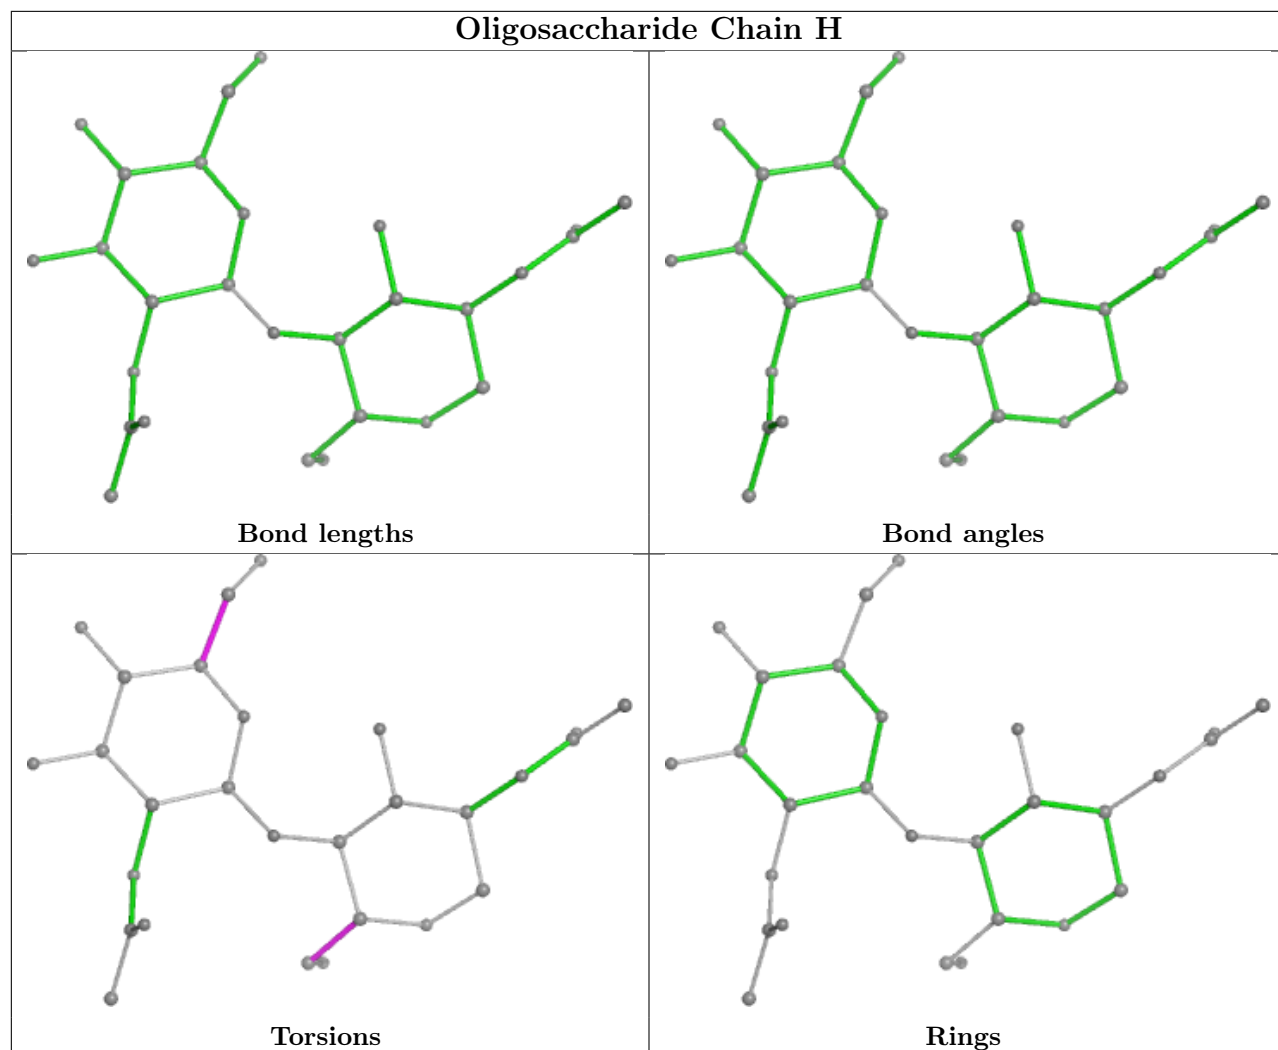 Oligosaccharide Chain H
Bond lengths
Bond angles
Torsions
Rings